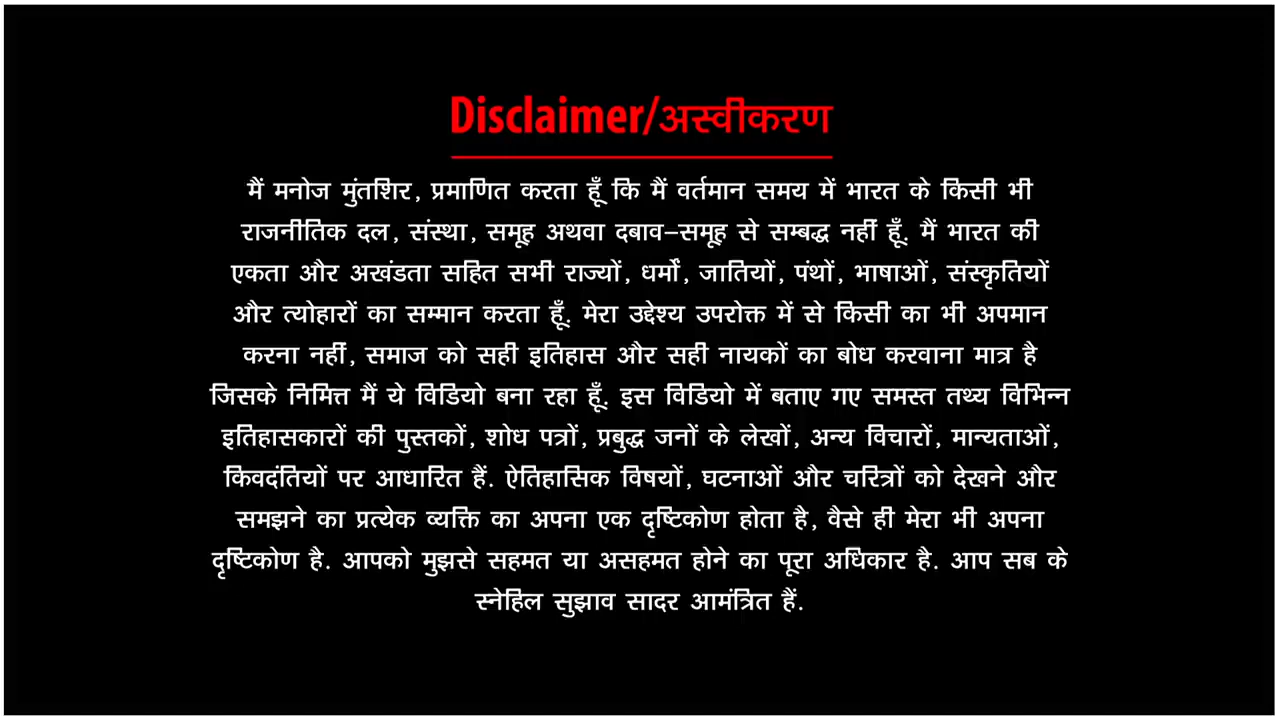 Disclaimer/अस्वीकरण
मैं मनोज मुंतशिर, प्रमाणित करता हूँ कि मैं वर्तमान समय में भारत के किसी भी
राजनीतिक दल, संस्था, समूह अथवा दबाव-समूह से सम्बद्ध नहीं हूँ. मैं भारत की
एकता और अखंडता सहित सभी राज्यों, धर्मों, जातियों, पंथों, भाषाओं, संस्कृतियों
और त्योहारों का सम्मान करता हूँ. मेरा उद्देश्य उपरोक्त में से किसी का भी अपमान
करना नहीं, समाज को सही इतिहास और सही नायकों का बोध करवाना मात्र है
जिसके निमित्त मैं ये विडियो बना रहा हूँ. इस विडियो में बताए गए समस्त तथ्य विभिन्न
इतिहासकारों की पुस्तकों, शोध पत्रों, प्रबुद्ध जनों के लेखों, अन्य विचारों, मान्यताओं,
किवदंतियों पर आधारित हैं. ऐतिहासिक विषयों, घटनाओं और चरित्रों को देखने और
समझने का प्रत्येक व्यक्ति का अपना एक दृष्टिकोण होता है, वैसे ही मेरा भी अपना
दृष्टिकोण है. आपको मुझसे सहमत या असहमत होने का पूरा अधिकार है. आप सब के
स्नेहिल सुझाव सादर आमंत्रित हैं.